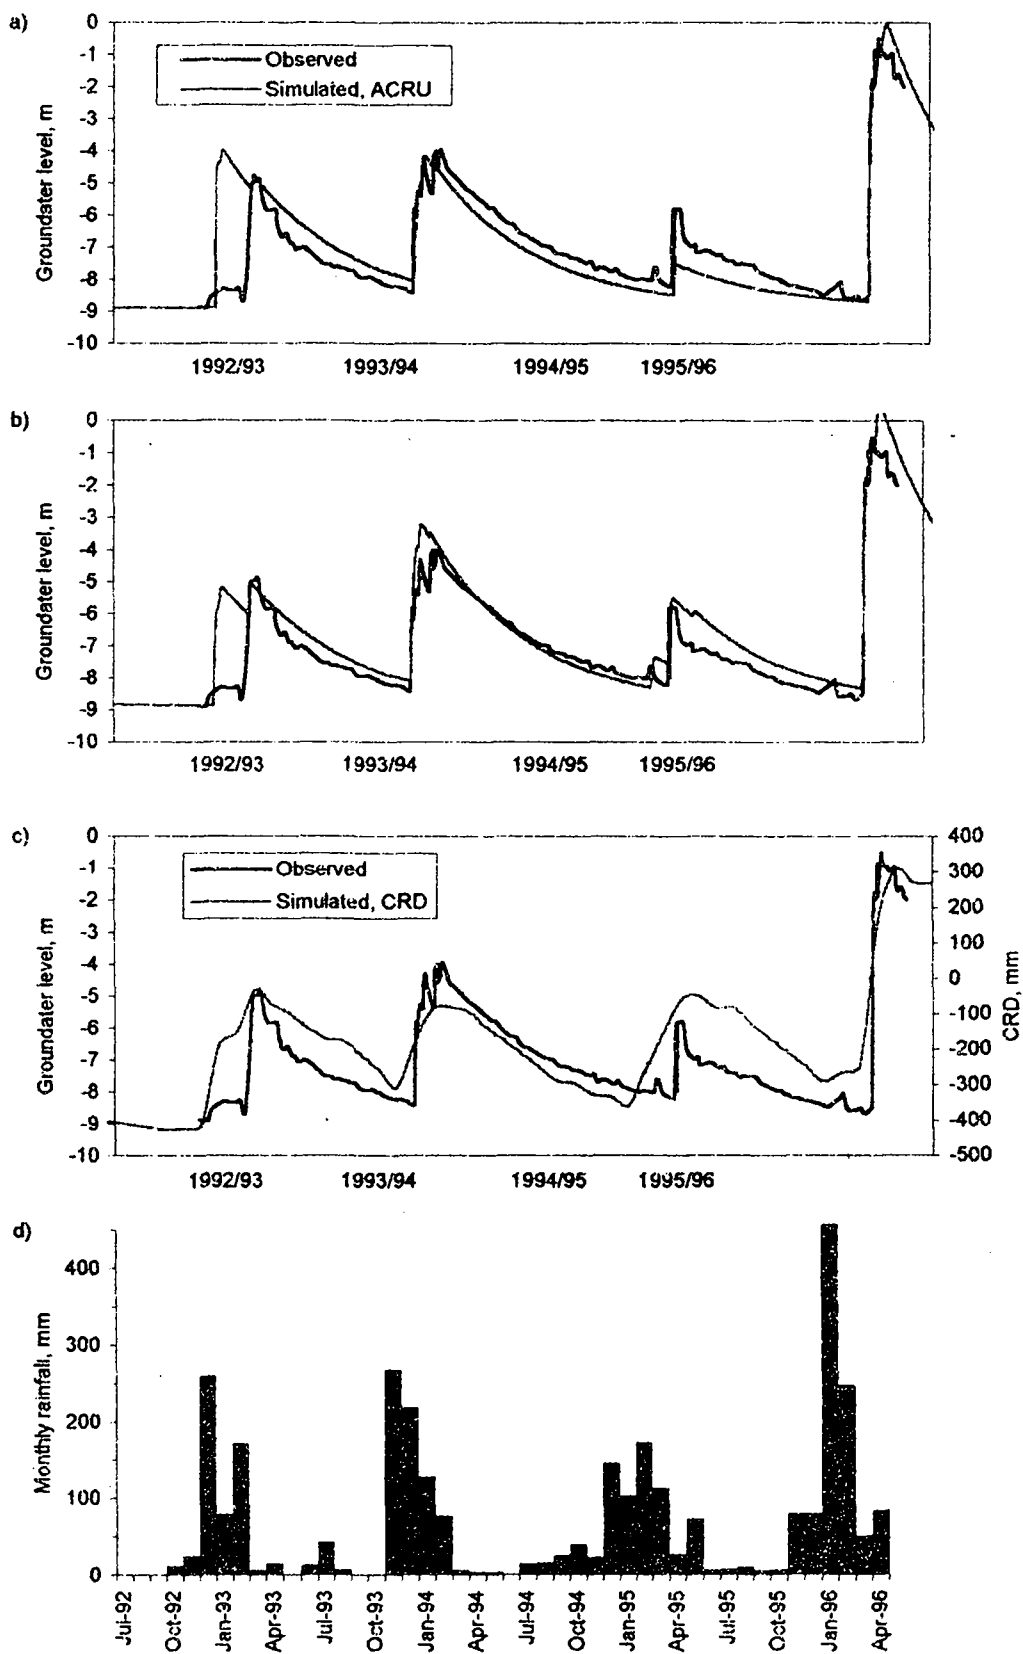 a)
0
-1
-2
-3
-4
-5
-6
-7
-8
-9
-10
Groundater level, m
Observed
Simulated, ACRU
1992/93 1993/94 1994/95 1995/96
b)
0
-1
-2
-3
-4
-5
-6
-7
-8
-9
-10
Groundater level, m
1992/93 1993/94 1994/95 1995/96
c)
0
-1
-2
-3
-4
-5
-6
-7
-8
-9
-10
Groundater level, m
Observed
Simulated, CRD
400
300
200
100
0
-100
-200
-300
-400
-500
CRD, mm
1992/93 1993/94 1994/95 1995/96
d)
400
300
200
100
0
Monthly rainfall, mm
Jul-92 Oct-92 Jan-93 Apr-93 Jul-93 Oct-93 Jan-94 Apr-94 Jul-94 Oct-94 Jan-95 Apr-95 Jul-95 Oct-95 Jan-96 Apr-96